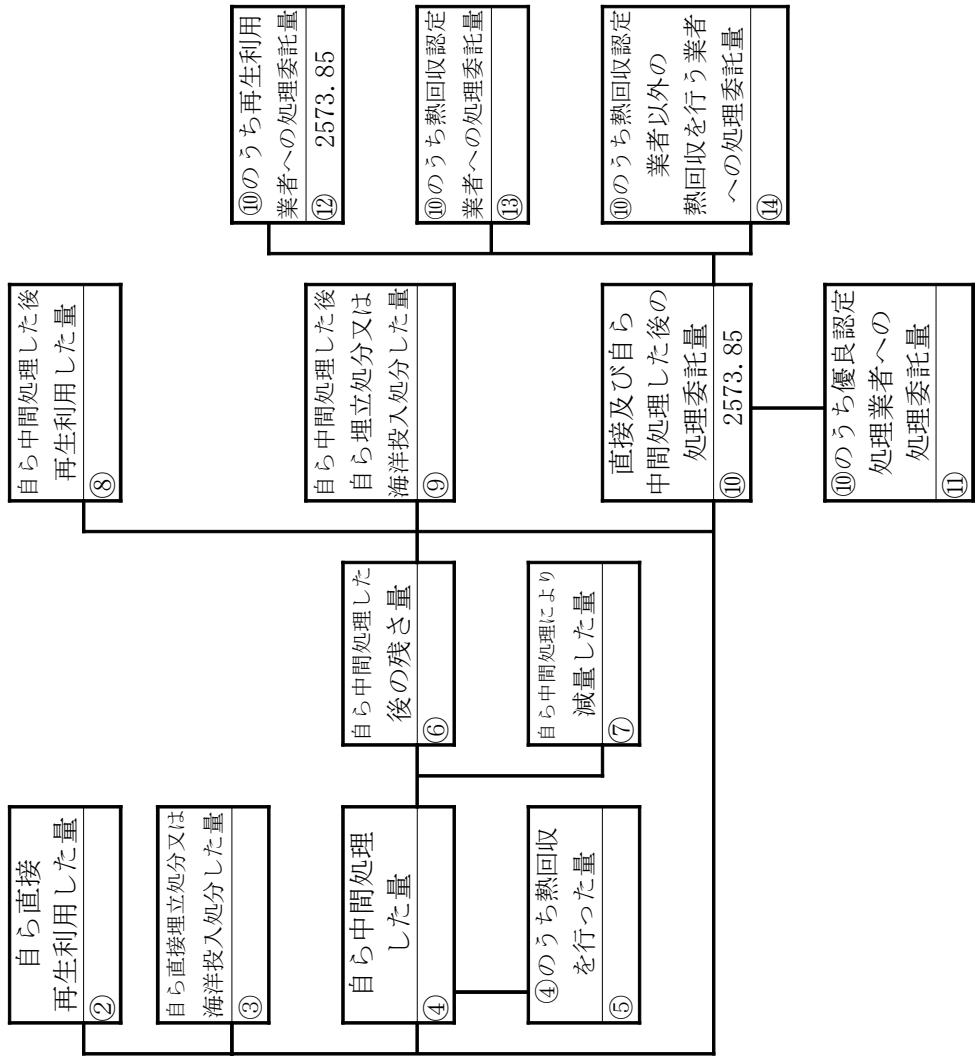 自ら直接
再生利用した量
②
自ら直接埋立処分又は
海洋投入処分した量
③
自ら中間処理
した量
④
④のうち熱回収
を行った量
⑤
自ら中間処理した
後の残さ量
⑥
自ら中間処理により
減量した量
⑦
自ら中間処理した後
再生利用した量
⑧
自ら中間処理した後
自ら埋立処分又は
海洋投入処分した量
⑨
直接及び自ら
中間処理した後の
処理委託量
⑩ 2573.85
⑩のうち優良認定
処理業者への
処理委託量
⑪
⑩のうち再生利用
業者への処理委託量
⑫ 2573.85
⑩のうち熱回収認定
業者への処理委託量
⑬
⑩のうち熱回収認定
業者以外の
熱回収を行う業者
への処理委託量
⑭